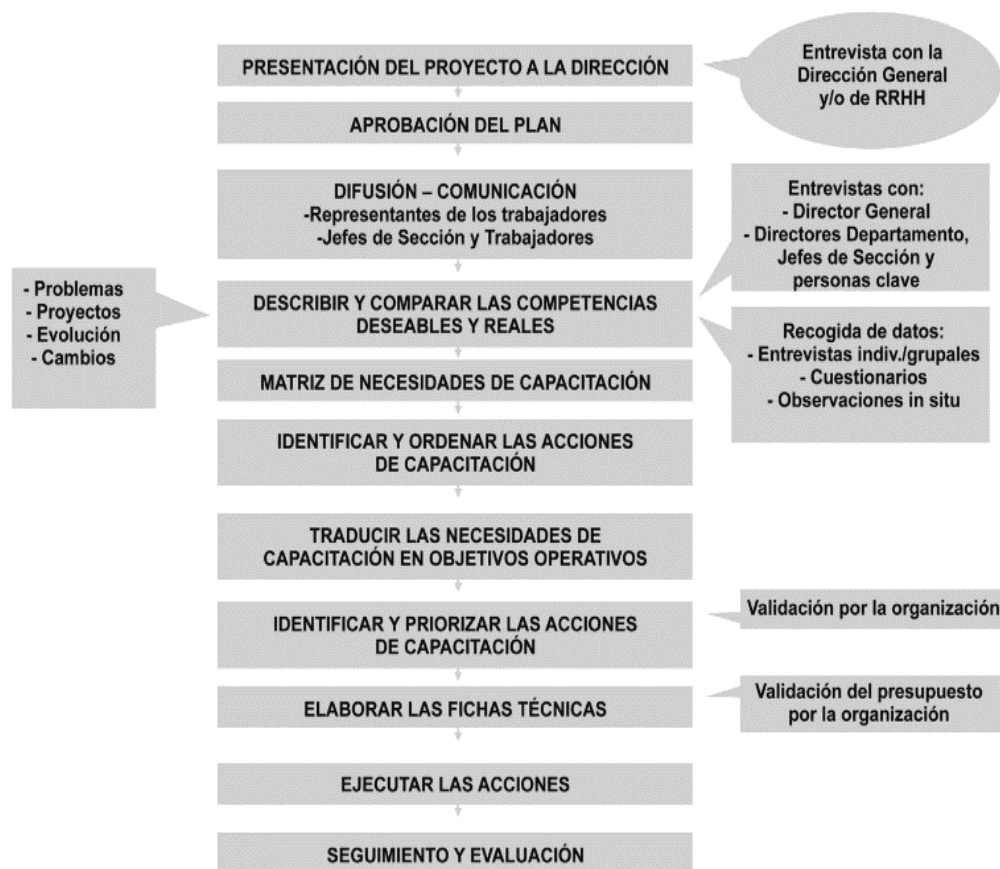 PRESENTACIÓN DEL PROYECTO A LA DIRECCIÓN
Entrevista con la
Dirección General
y/o de RRHH
APROBACIÓN DEL PLAN
DIFUSIÓN – COMUNICACIÓN
-Representantes de los trabajadores
-Jefes de Sección y Trabajadores
Entrevistas con:
- Director General
- Directores Departamento,
Jefes de Sección y
personas clave
- Problemas
- Proyectos
- Evolución
- Cambios
DESCRIBIR Y COMPARAR LAS COMPETENCIAS
DESEABLES Y REALES
Recogida de datos:
- Entrevistas indiv./grupales
- Cuestionarios
- Observaciones in situ
MATRIZ DE NECESIDADES DE CAPACITACIÓN
IDENTIFICAR Y ORDENAR LAS ACCIONES
DE CAPACITACIÓN
TRADUCIR LAS NECESIDADES DE
CAPACITACIÓN EN OBJETIVOS OPERATIVOS
IDENTIFICAR Y PRIORIZAR LAS ACCIONES
DE CAPACITACIÓN
Validación por la organización
ELABORAR LAS FICHAS TÉCNICAS
Validación del presupuesto
por la organización
EJECUTAR LAS ACCIONES
SEGUIMIENTO Y EVALUACIÓN